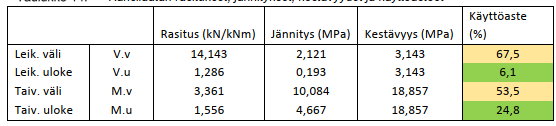 Rasitus (kN/kNm) Jännitys (MPa) Kestävyys (MPa) Käyttöaste (%)
Leik. väli V.v 14,143 2,121 3,143 67,5
Leik. uloke V.u 1,286 0,193 3,143 6,1
Taiv. väli M.v 3,361 10,084 18,857 53,5
Taiv. uloke M.u 1,556 4,667 18,857 24,8